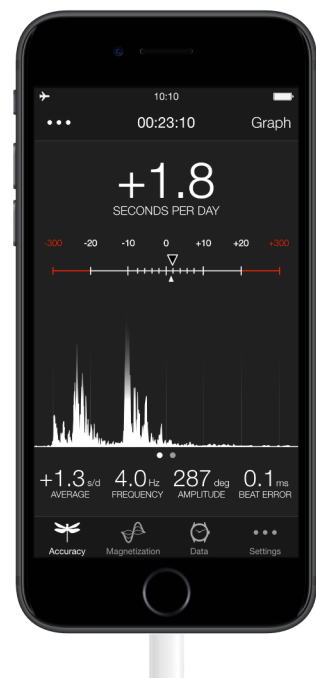 10:10
••• 00:23:10 Graph
+1.8
SECONDS PER DAY
-300 -20 -10 0 +10 +20 +300
+1.3 s/d 4.0 Hz 287 deg 0.1 ms
AVERAGE FREQUENCY AMPLITUDE BEAT ERROR
Accuracy Magnetization Data Settings